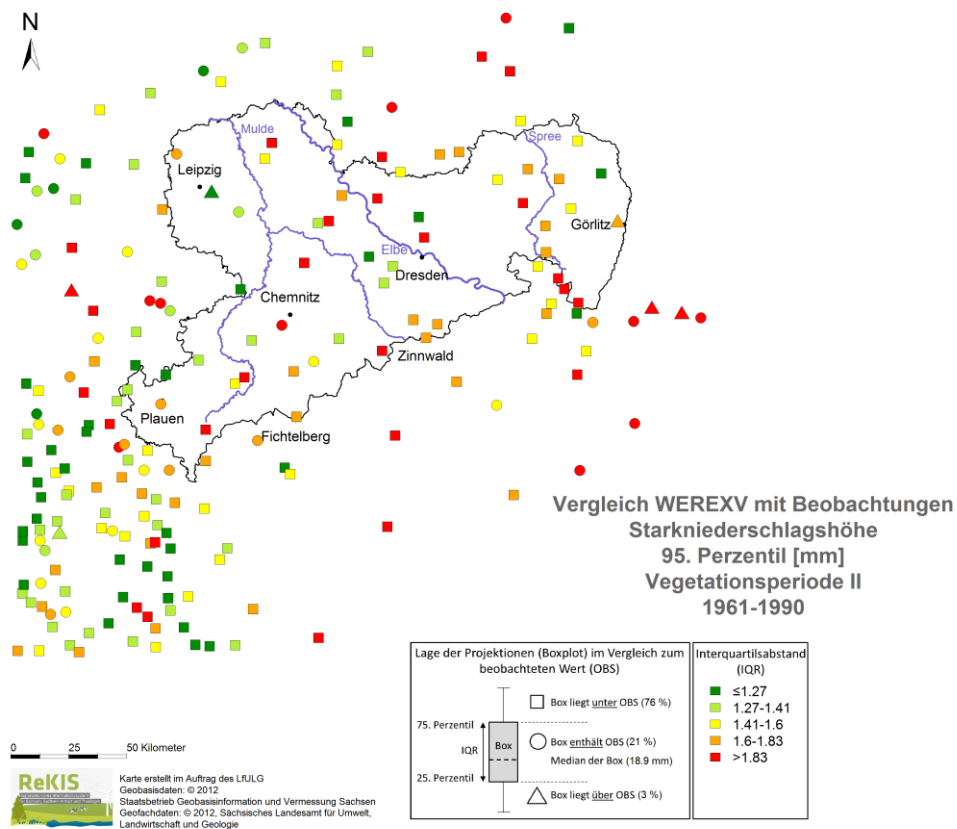 N
Mulde
Spree
Leipzig
Görlitz
Elbe
Dresden
Chemnitz
Zinnwald
Plauen
Fichtelberg
Vergleich WEREXV mit Beobachtungen
Starkniederschlagshöhe
95. Perzentil [mm]
Vegetationsperiode II
1961-1990
Lage der Projektionen (Boxplot) im Vergleich zum
beobachteten Wert (OBS)
Box liegt unter OBS (76 %)
75. Perzentil
IQR
Box
Box enthält OBS (21 %)
Median der Box (18.9 mm)
25. Perzentil
Box liegt über OBS (3 %)
Interquartilsabstand
(IQR)
≤1.27
1.27-1.41
1.41-1.6
1.6-1.83
>1.83
0 25 50 Kilometer
ReKIS
Karte erstellt im Auftrag des LfULG
Geobasisdaten: © 2012
Staatsbetrieb Geobasisinformation und Vermessung Sachsen
Geofachdaten: © 2012, Sächsisches Landesamt für Umwelt,
Landwirtschaft und Geologie